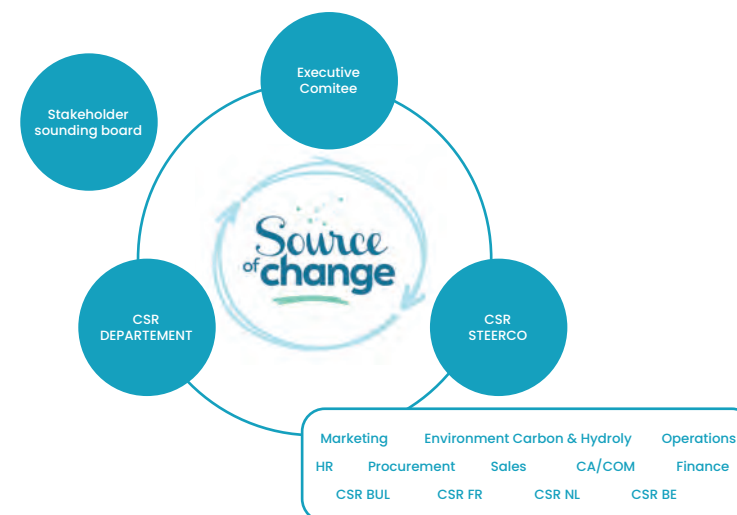 Executive
Comitee
Stakeholder
sounding board
Source
of change
CSR
DEPARTEMENT
CSR
STEERCO
Marketing Environment Carbon & Hydroly Operations
HR Procurement Sales CA/COM Finance
CSR BUL CSR FR CSR NL CSR BE